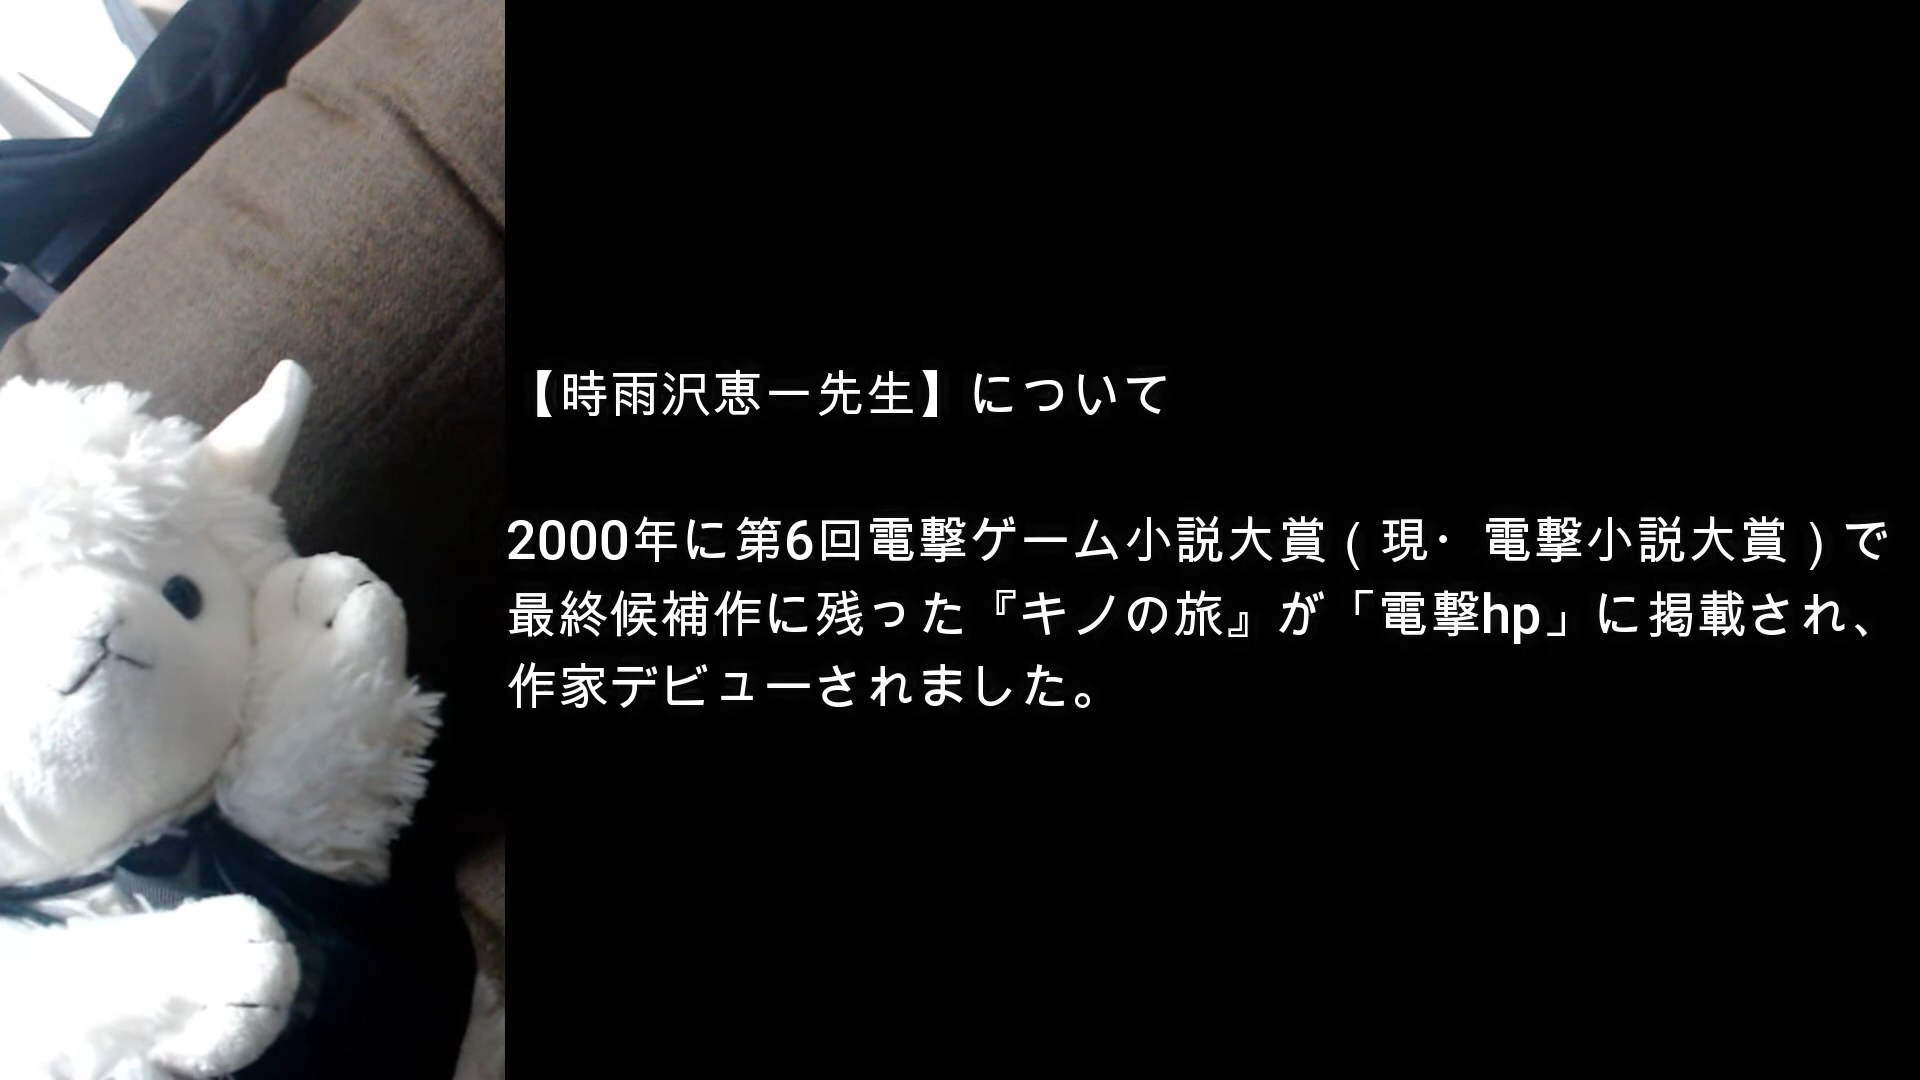 【時雨沢恵一先生】について
2000年に第6回電撃ゲーム小説大賞(現・電撃小説大賞)で
最終候補作に残った『キノの旅』が「電撃hp」に掲載され、
作家デビューされました。